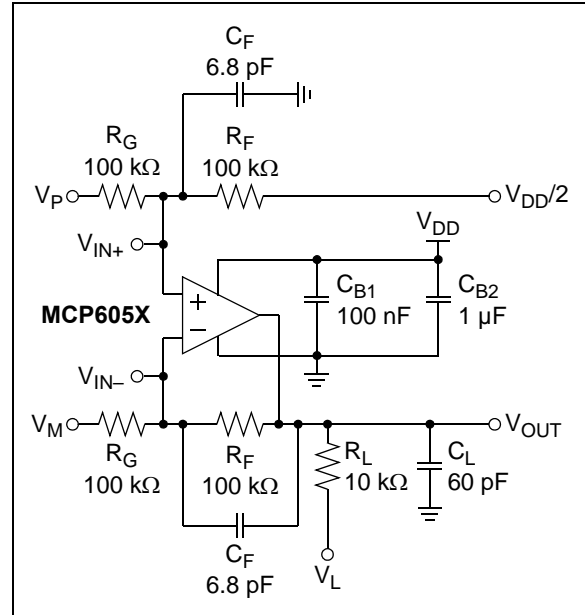 C_F
6.8 pF
R_G
100 kΩ
R_F
100 kΩ
V_P
V_DD/2
V_IN+
V_DD
MCP605X
+
–
C_B1
100 nF
C_B2
1 µF
V_IN–
V_M
V_OUT
R_G
100 kΩ
R_F
100 kΩ
R_L
10 kΩ
C_L
60 pF
C_F
6.8 pF
V_L